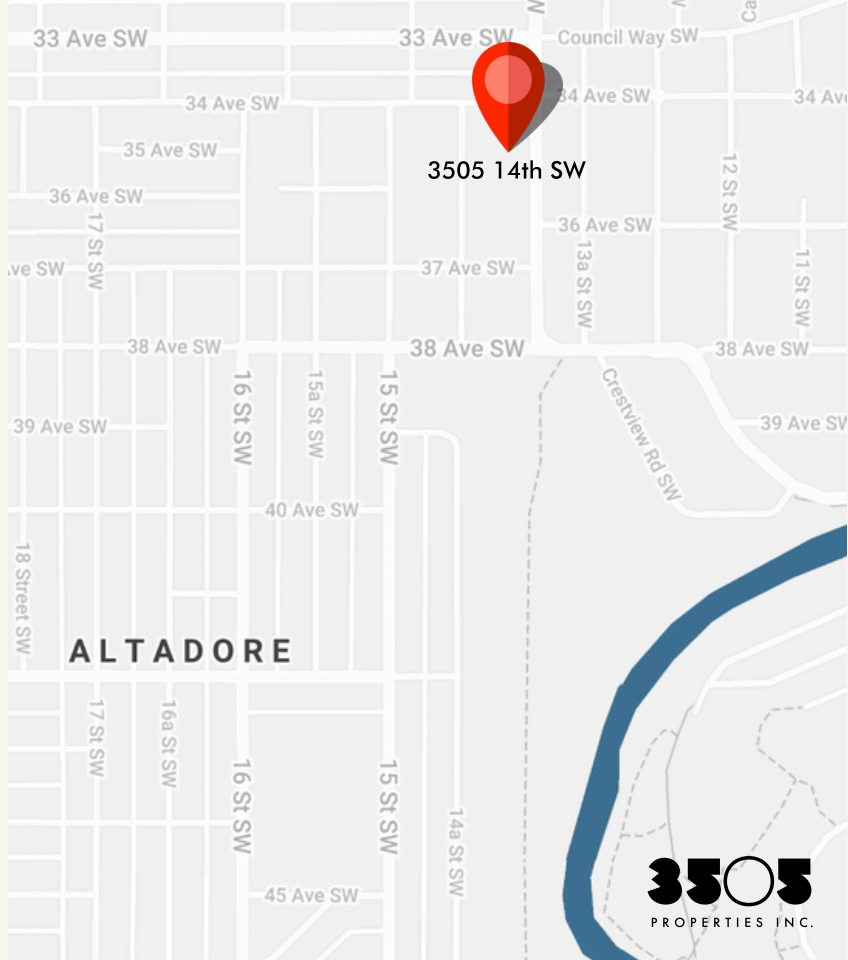 W
W
Ca
33 Ave SW
33 Ave SW
Council Way SW
34 Ave SW
34 Ave SW
34 Ave
35 Ave SW
3505 14th SW
12 St SW
36 Ave SW
17 St SW
36 Ave SW
13a St SW
11 St SW
ve SW
37 Ave SW
38 Ave SW
38 Ave SW
38 Ave SW
16 St SW
15a St SW
15 St SW
Crestview Rd SW
39 Ave SW
39 Ave SW
40 Ave SW
18 Street SW
ALTADORE
17 St SW
16a St SW
16 St SW
15 St SW
14a St SW
45 Ave SW
3505
PROPERTIES INC.